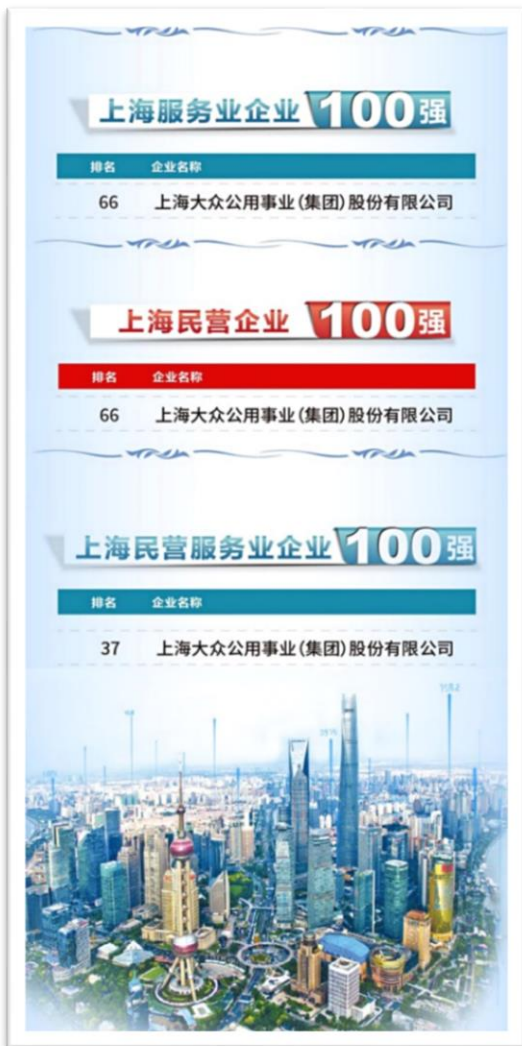 上海服务业企业100强
排名 企业名称
66 上海大众公用事业(集团)股份有限公司
上海民营企业 100强
排名 企业名称
66 上海大众公用事业(集团)股份有限公司
上海民营服务业企业100强
排名 企业名称
37 上海大众公用事业(集团)股份有限公司